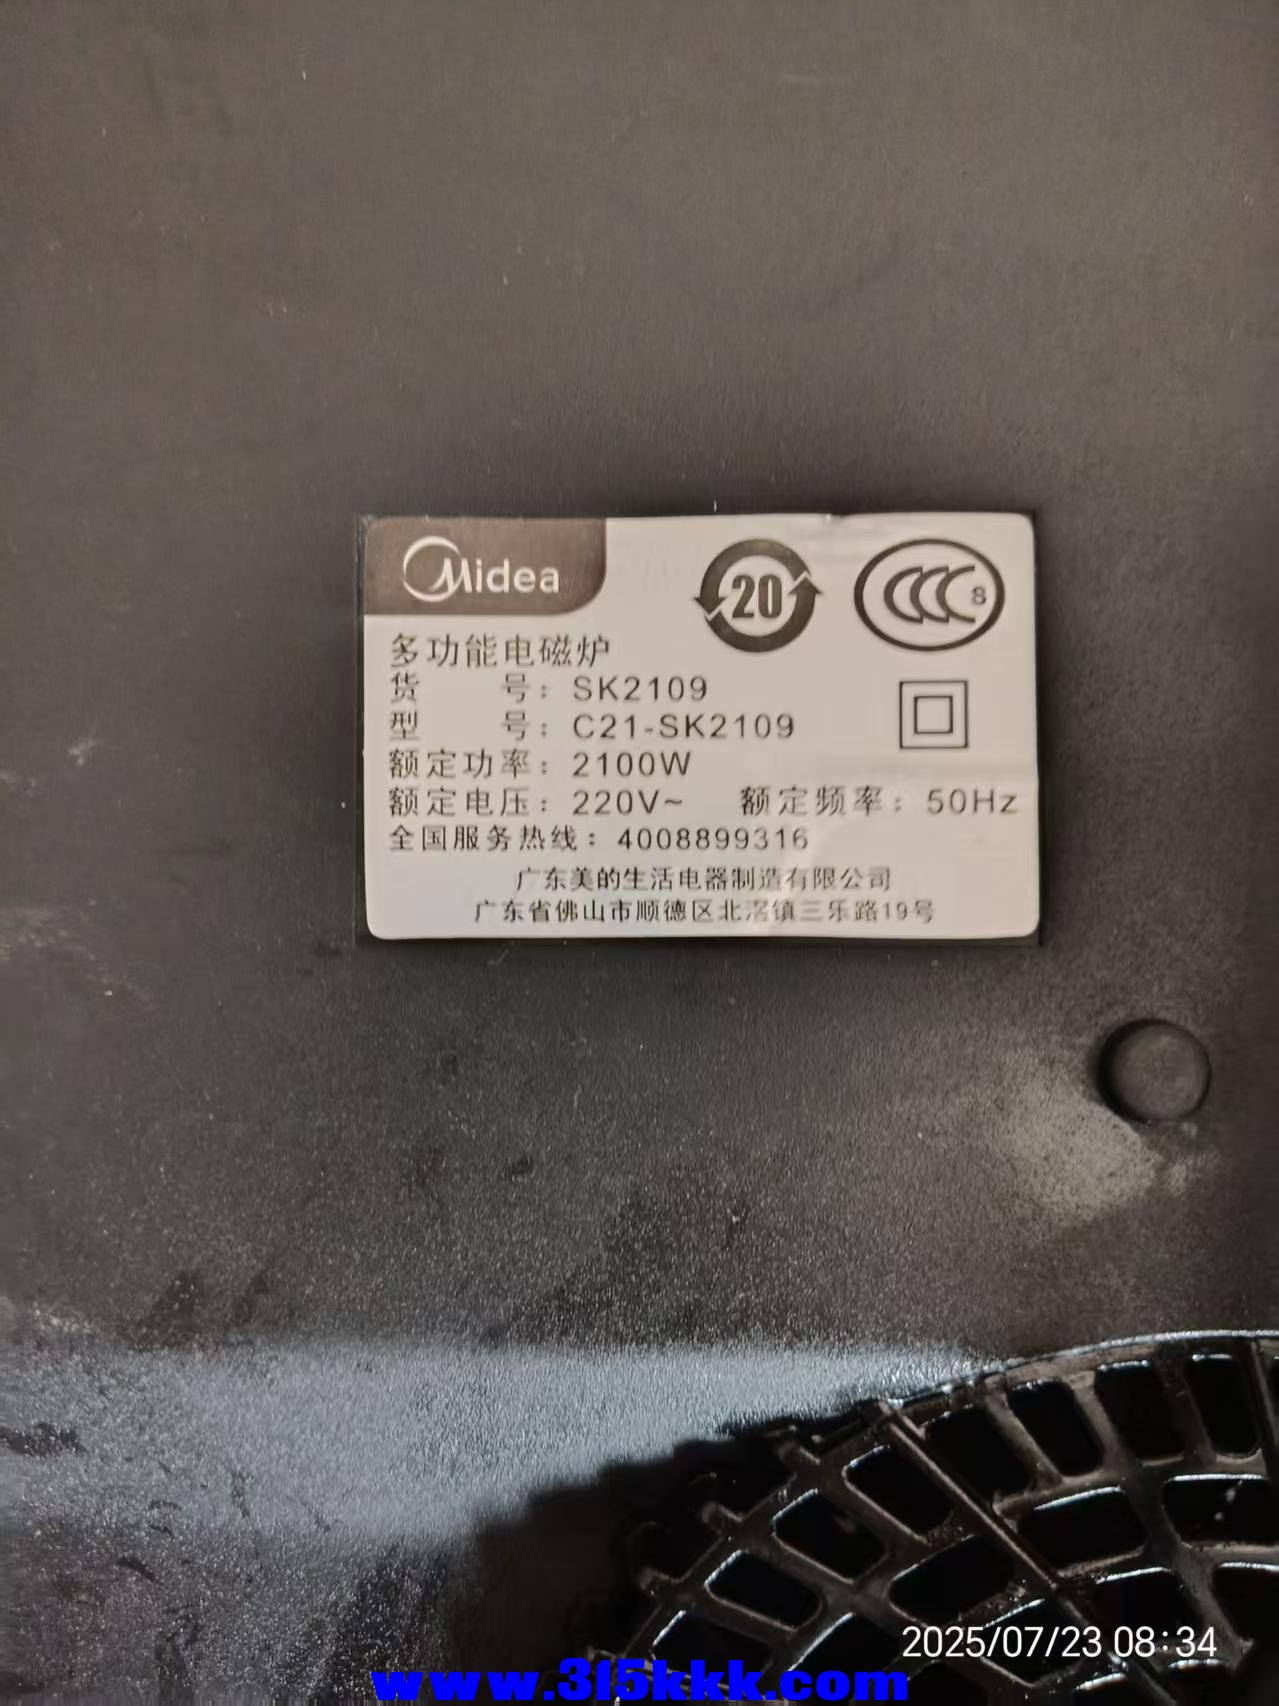 Midea
20
CCC S
多功能电磁炉
货 号：SK2109
型 号：C21-SK2109
额定功率：2100W
额定电压：220V~ 额定频率：50Hz
全国服务热线：4008899316
广东美的生活电器制造有限公司
广东省佛山市顺德区北滘镇三乐路19号
2025/07/23 08:34
www.315kkk.com